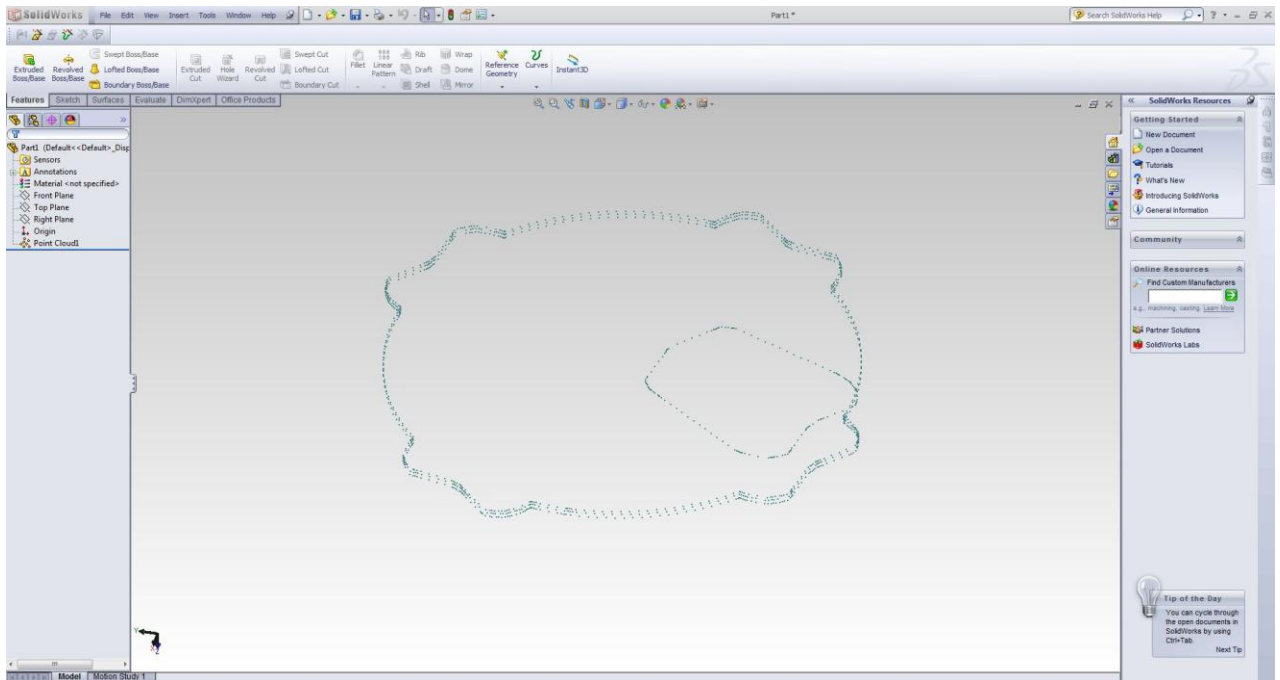 SolidWorks File Edit View Insert Tools Window Help Part1 * Search SolidWorks Help
Extruded Boss/Base
Revolved Boss/Base
Swept Boss/Base
Lofted Boss/Base
Boundary Boss/Base
Extruded Cut
Hole Wizard
Revolved Cut
Swept Cut
Lofted Cut
Boundary Cut
Fillet
Linear Pattern
Rib
Draft
Shell
Wrap
Dome
Mirror
Reference Geometry
Curves
Instant3D
Features Sketch Surfaces Evaluate DimXpert Office Products
Part1 (Default<<Default>_Disp
Sensors
Annotations
Material <not specified>
Front Plane
Top Plane
Right Plane
Origin
Point Cloud1
SolidWorks Resources
Getting Started
New Document
Open a Document
Tutorials
What's New
Introducing SolidWorks
General Information
Community
Online Resources
Find Custom Manufacturers
e.g., machining, casting. Learn More
Partner Solutions
SolidWorks Labs
Tip of the Day
You can cycle through
the open documents in
SolidWorks by using
Ctrl+Tab.
Next Tip
Y
Z
Model Motion Study 1